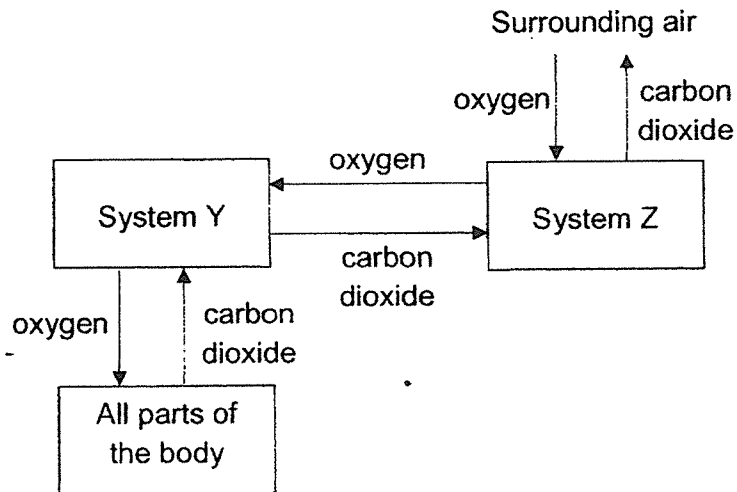 Surrounding air
oxygen
carbon
dioxide
oxygen
System Y
System Z
carbon
dioxide
oxygen
carbon
dioxide
All parts of
the body